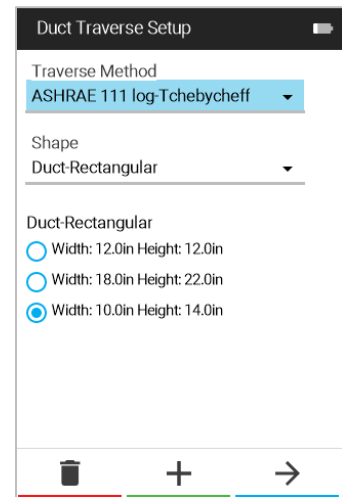 Duct Traverse Setup
Traverse Method
ASHRAE 111 log-Tchebycheff
Shape
Duct-Rectangular
Duct-Rectangular
Width: 12.0in Height: 12.0in
Width: 18.0in Height: 22.0in
Width: 10.0in Height: 14.0in